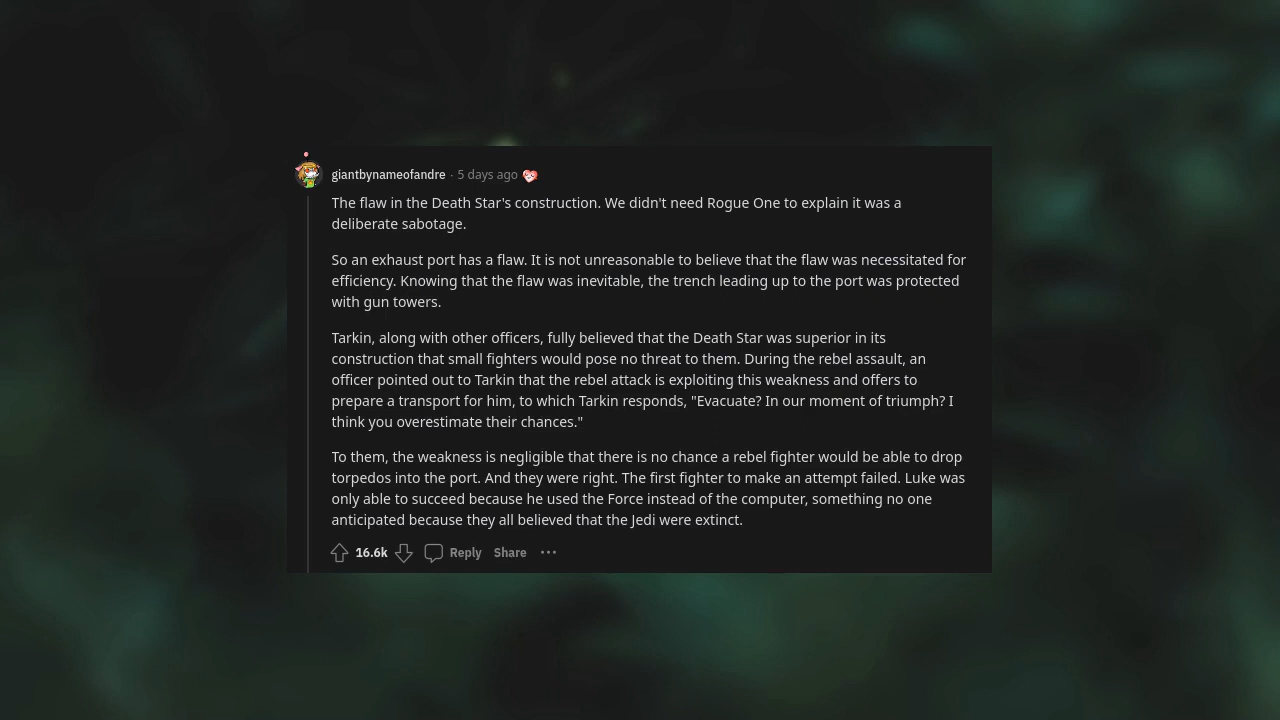 giantbynameofandre · 5 days ago
The flaw in the Death Star's construction. We didn't need Rogue One to explain it was a
deliberate sabotage.
So an exhaust port has a flaw. It is not unreasonable to believe that the flaw was necessitated for
efficiency. Knowing that the flaw was inevitable, the trench leading up to the port was protected
with gun towers.
Tarkin, along with other officers, fully believed that the Death Star was superior in its
construction that small fighters would pose no threat to them. During the rebel assault, an
officer pointed out to Tarkin that the rebel attack is exploiting this weakness and offers to
prepare a transport for him, to which Tarkin responds, "Evacuate? In our moment of triumph? I
think you overestimate their chances."
To them, the weakness is negligible that there is no chance a rebel fighter would be able to drop
torpedos into the port. And they were right. The first fighter to make an attempt failed. Luke was
only able to succeed because he used the Force instead of the computer, something no one
anticipated because they all believed that the Jedi were extinct.
16.6k Reply Share ···